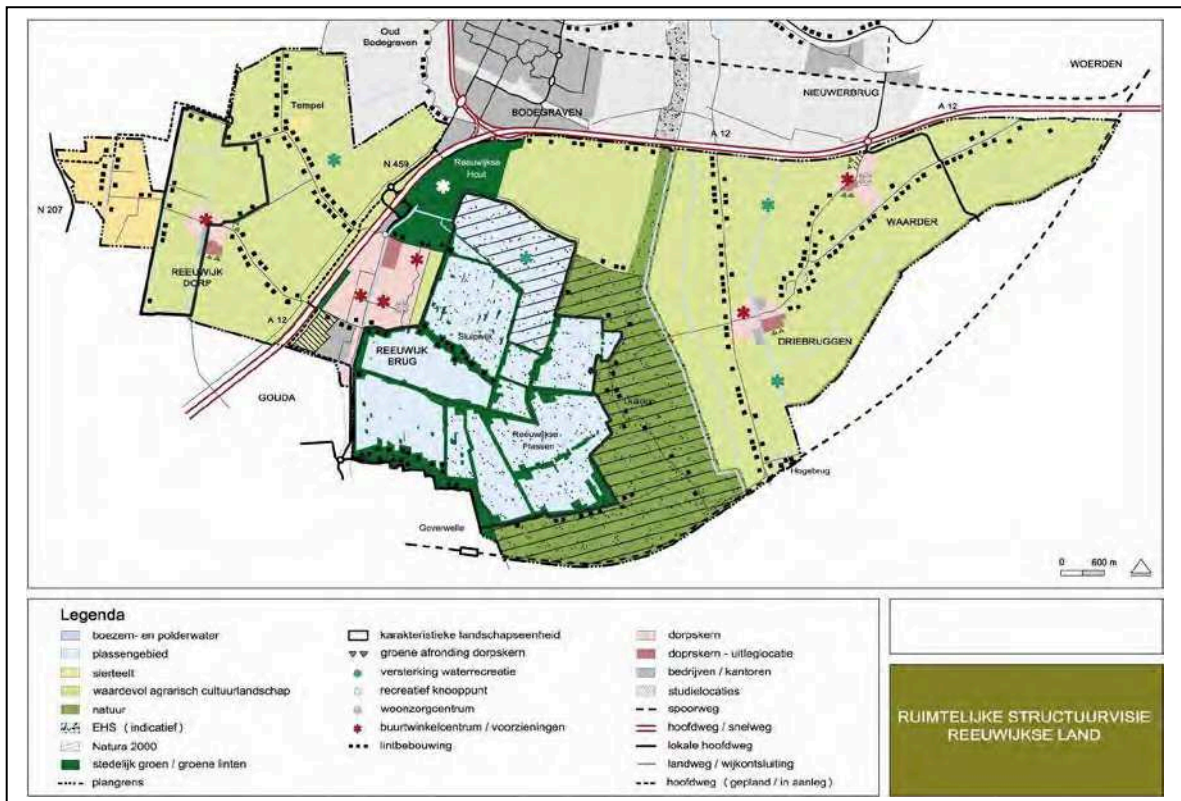 Oud
Bodegraven
WOERDEN
NIEUWERBRUG
BODEGRAVEN
A 12
A 12
Tempel
N 459
Reeuwijkse
Hout
N 207
WAARDER
REEUWIJK
DORP
A 12
Sluipwijk
REEUWIJK
BRUG
DRIEBRUGGEN
GOUDA
Reeuwijkse
Plassen
Hogebrug
Goverwelle
0 600 m
Legenda
boezem- en polderwater
plassengebied
sierteelt
waardevol agrarisch cultuurlandschap
natuur
EHS ( indicatief )
Natura 2000
stedelijk groen / groene linten
plangrens
karakteristieke landschapseenheid
groene afronding dorpskern
versterking waterrecreatie
recreatief knooppunt
woonzorgcentrum
buurtwinkelcentrum / voorzieningen
lintbebouwing
dorpskern
doprskern - uitleglocatie
bedrijven / kantoren
studielocaties
spoorweg
hoofdweg / snelweg
lokale hoofdweg
landweg / wijkontsluiting
hoofdweg ( gepland / in aanleg )
RUIMTELIJKE STRUCTUURVISIE
REEUWIJKSE LAND